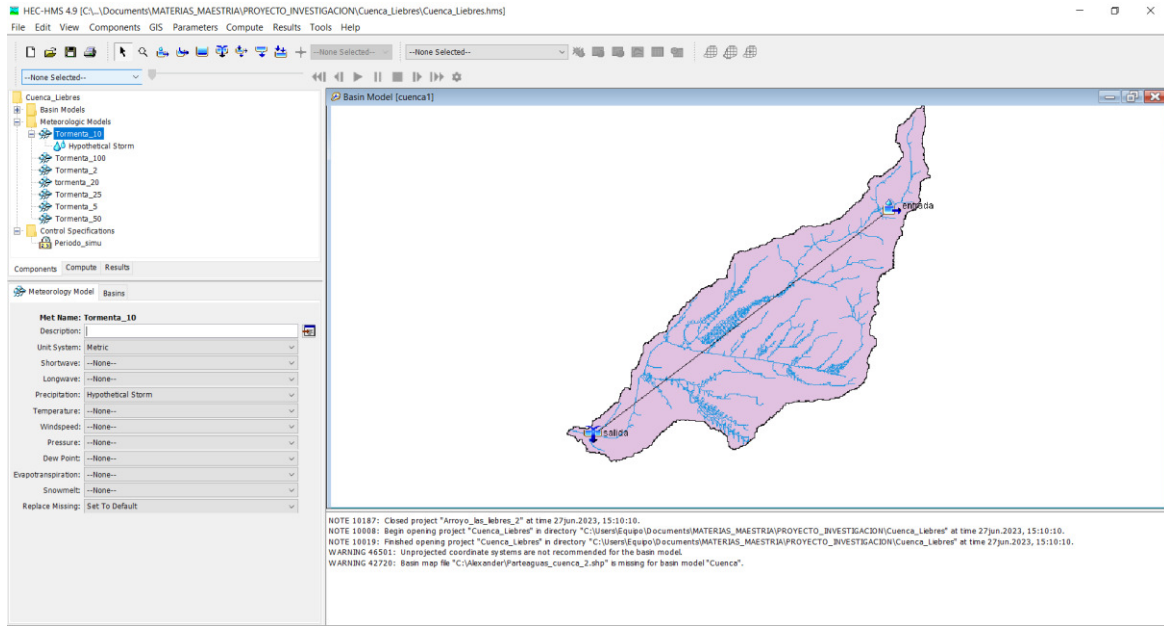 HEC-HMS 4.9 [C:\...\Documents\MATERIAS_MAESTRIA\PROYECTO_INVESTIGACION\Cuenca_Liebres\Cuenca_Liebres.hms]
File Edit View Components GIS Parameters Compute Results Tools Help
--None Selected-- --None Selected--
--None Selected--
Cuenca_Liebres
Basin Models
Meteorologic Models
Tormenta_10
Hypothetical Storm
Tormenta_100
Tormenta_2
tormenta_20
Tormenta_25
Tormenta_5
Tormenta_50
Control Specifications
Periodo_simu
Components Compute Results
Meteorology Model Basins
Met Name: Tormenta_10
Description:
Unit System: Metric
Shortwave: --None--
Longwave: --None--
Precipitation: Hypothetical Storm
Temperature: --None--
Windspeed: --None--
Pressure: --None--
Dew Point: --None--
Evapotranspiration: --None--
Snowmelt: --None--
Replace Missing: Set To Default
Basin Model [cuenca1]
entrada
salida
NOTE 10187: Closed project "Arroyo_las_liebres_2" at time 27jun.2023, 15:10:10.
NOTE 10008: Begin opening project "Cuenca_Liebres" in directory "C:\Users\Equipo\Documents\MATERIAS_MAESTRIA\PROYECTO_INVESTIGACION\Cuenca_Liebres" at time 27jun.2023, 15:10:10.
NOTE 10019: Finished opening project "Cuenca_Liebres" in directory "C:\Users\Equipo\Documents\MATERIAS_MAESTRIA\PROYECTO_INVESTIGACION\Cuenca_Liebres" at time 27jun.2023, 15:10:10.
WARNING 46501: Unprojected coordinate systems are not recommended for the basin model.
WARNING 42720: Basin map file "C:\Alexander\Parteaguas_cuenca_2.shp" is missing for basin model "Cuenca".